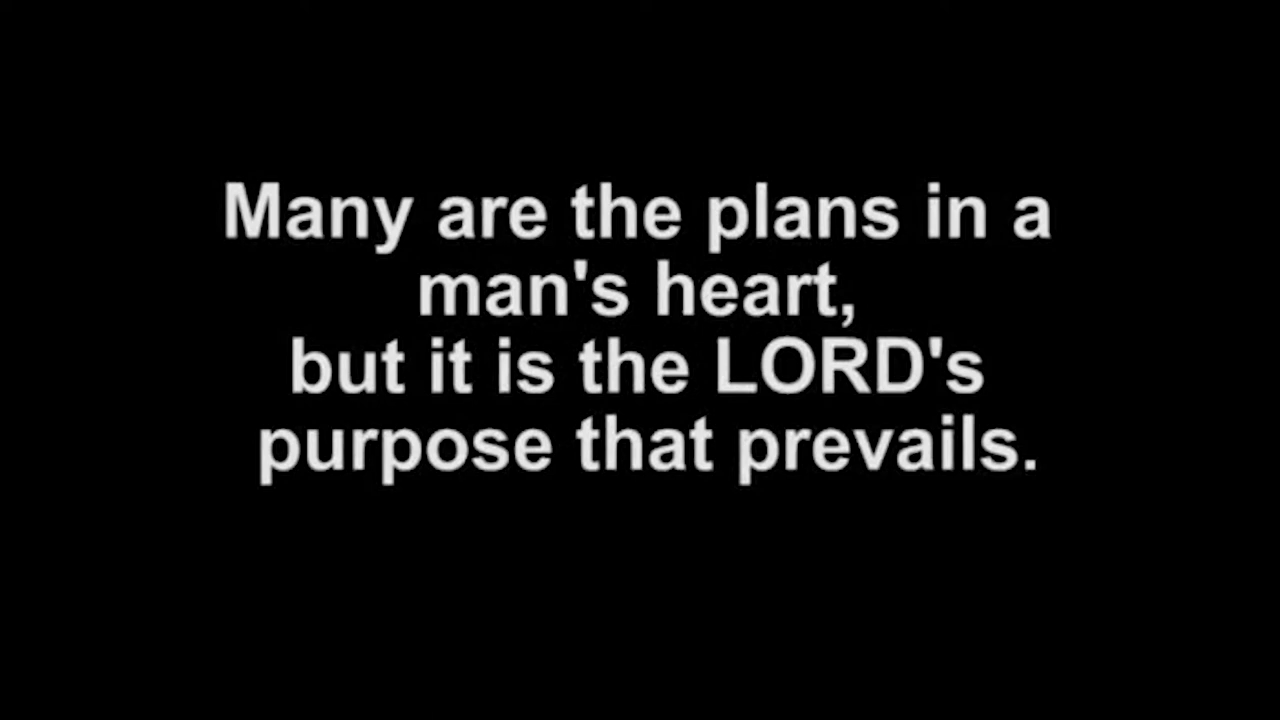 Many are the plans in a
man's heart,
but it is the LORD's
purpose that prevails.